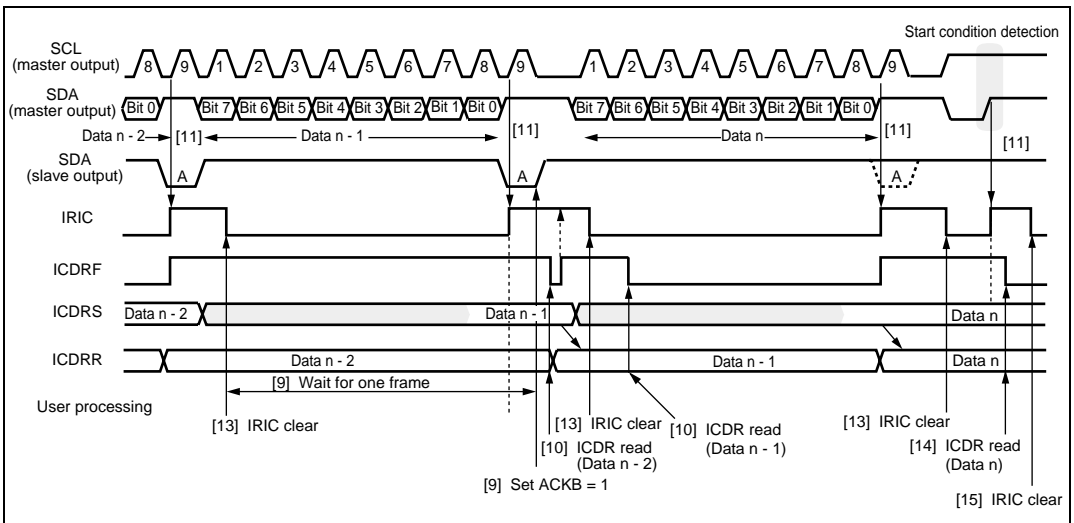 Start condition detection
SCL
(master output)
8 9 1 2 3 4 5 6 7 8 9 1 2 3 4 5 6 7 8 9
SDA
(master output)
Bit 0 Bit 7 Bit 6 Bit 5 Bit 4 Bit 3 Bit 2 Bit 1 Bit 0 Bit 7 Bit 6 Bit 5 Bit 4 Bit 3 Bit 2 Bit 1 Bit 0
Data n - 2 [11] Data n - 1 [11] Data n [11] [11]
SDA
(slave output)
A A A
IRIC
ICDRF
ICDRS
Data n - 2 Data n - 1 Data n
ICDRR
Data n - 2 Data n - 1 Data n
[9] Wait for one frame
User processing
[13] IRIC clear
[13] IRIC clear
[10] ICDR read
(Data n - 1)
[13] IRIC clear
[10] ICDR read
(Data n - 2)
[14] ICDR read
(Data n)
[9] Set ACKB = 1
[15] IRIC clear